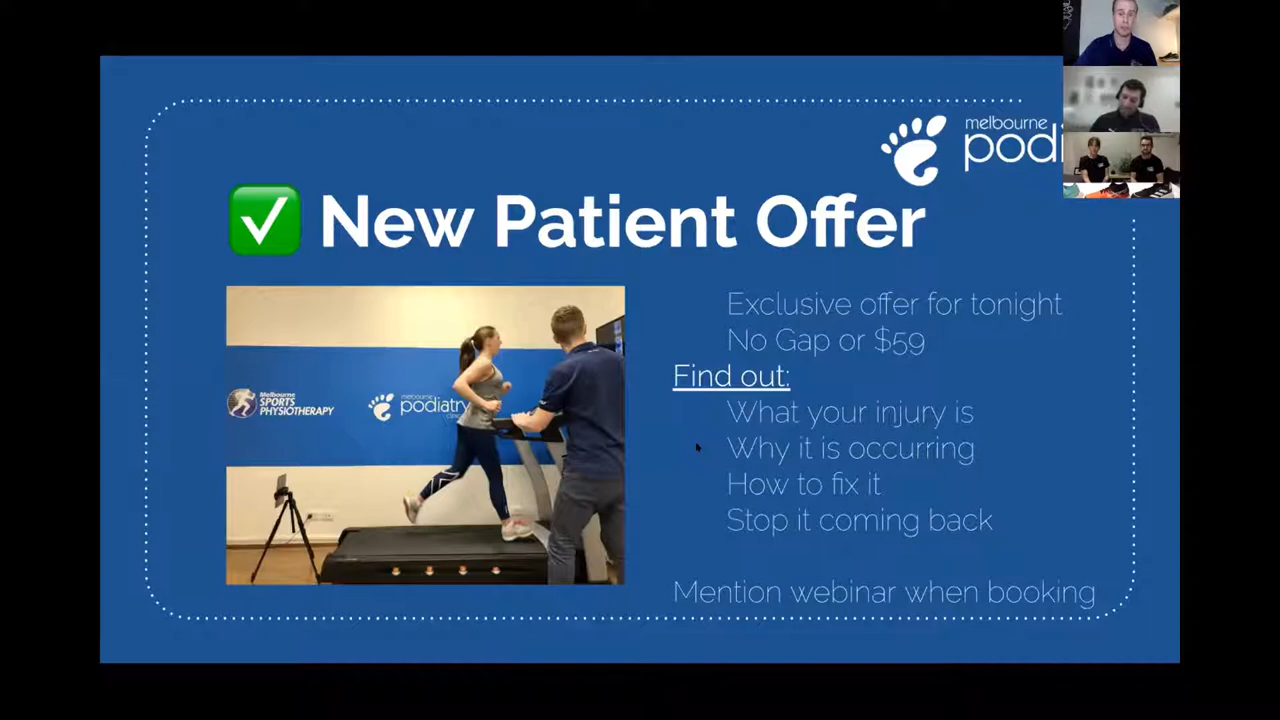 melbourne
podi
New Patient Offer
Exclusive offer for tonight
No Gap or $59
Find out:
What your injury is
Why it is occurring
How to fix it
Stop it coming back
Mention webinar when booking
Melbourne
SPORTS
PHYSIOTHERAPY
melbourne
podiatry